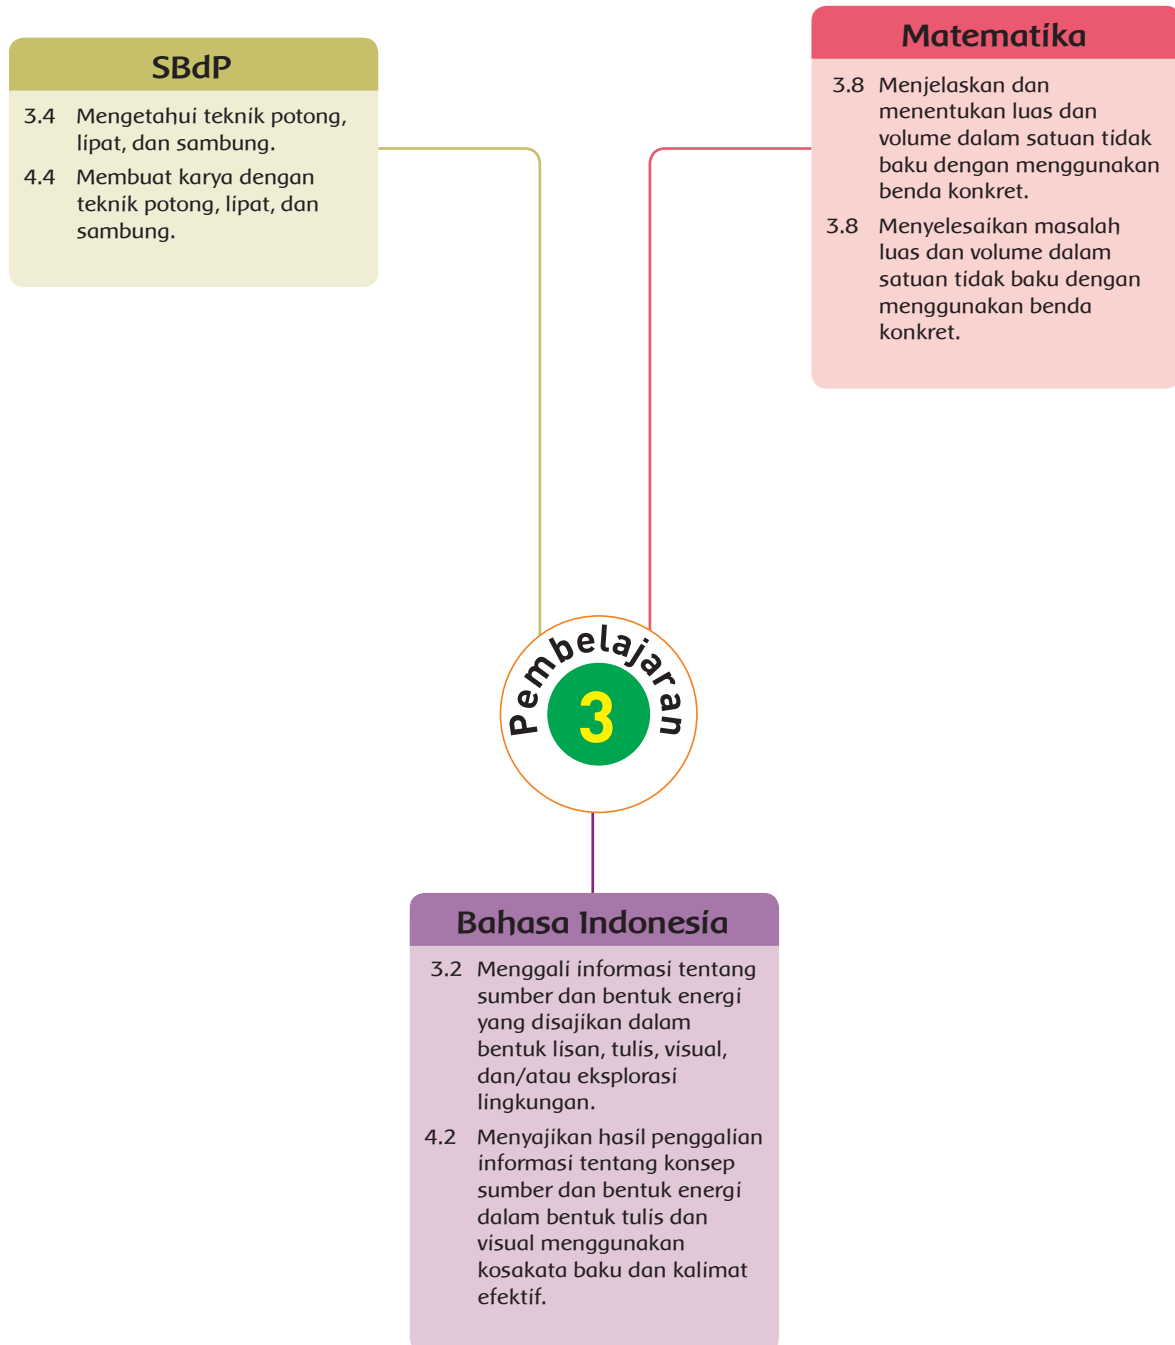 SBdP
3.4 Mengetahui teknik potong,
lipat, dan sambung.
4.4 Membuat karya dengan
teknik potong, lipat, dan
sambung.
Matematika
3.8 Menjelaskan dan
menentukan luas dan
volume dalam satuan tidak
baku dengan menggunakan
benda konkret.
3.8 Menyelesaikan masalah
luas dan volume dalam
satuan tidak baku dengan
menggunakan benda
konkret.
Pembelajaran
3
Bahasa Indonesia
3.2 Menggali informasi tentang
sumber dan bentuk energi
yang disajikan dalam
bentuk lisan, tulis, visual,
dan/atau eksplorasi
lingkungan.
4.2 Menyajikan hasil penggalian
informasi tentang konsep
sumber dan bentuk energi
dalam bentuk tulis dan
visual menggunakan
kosakata baku dan kalimat
efektif.